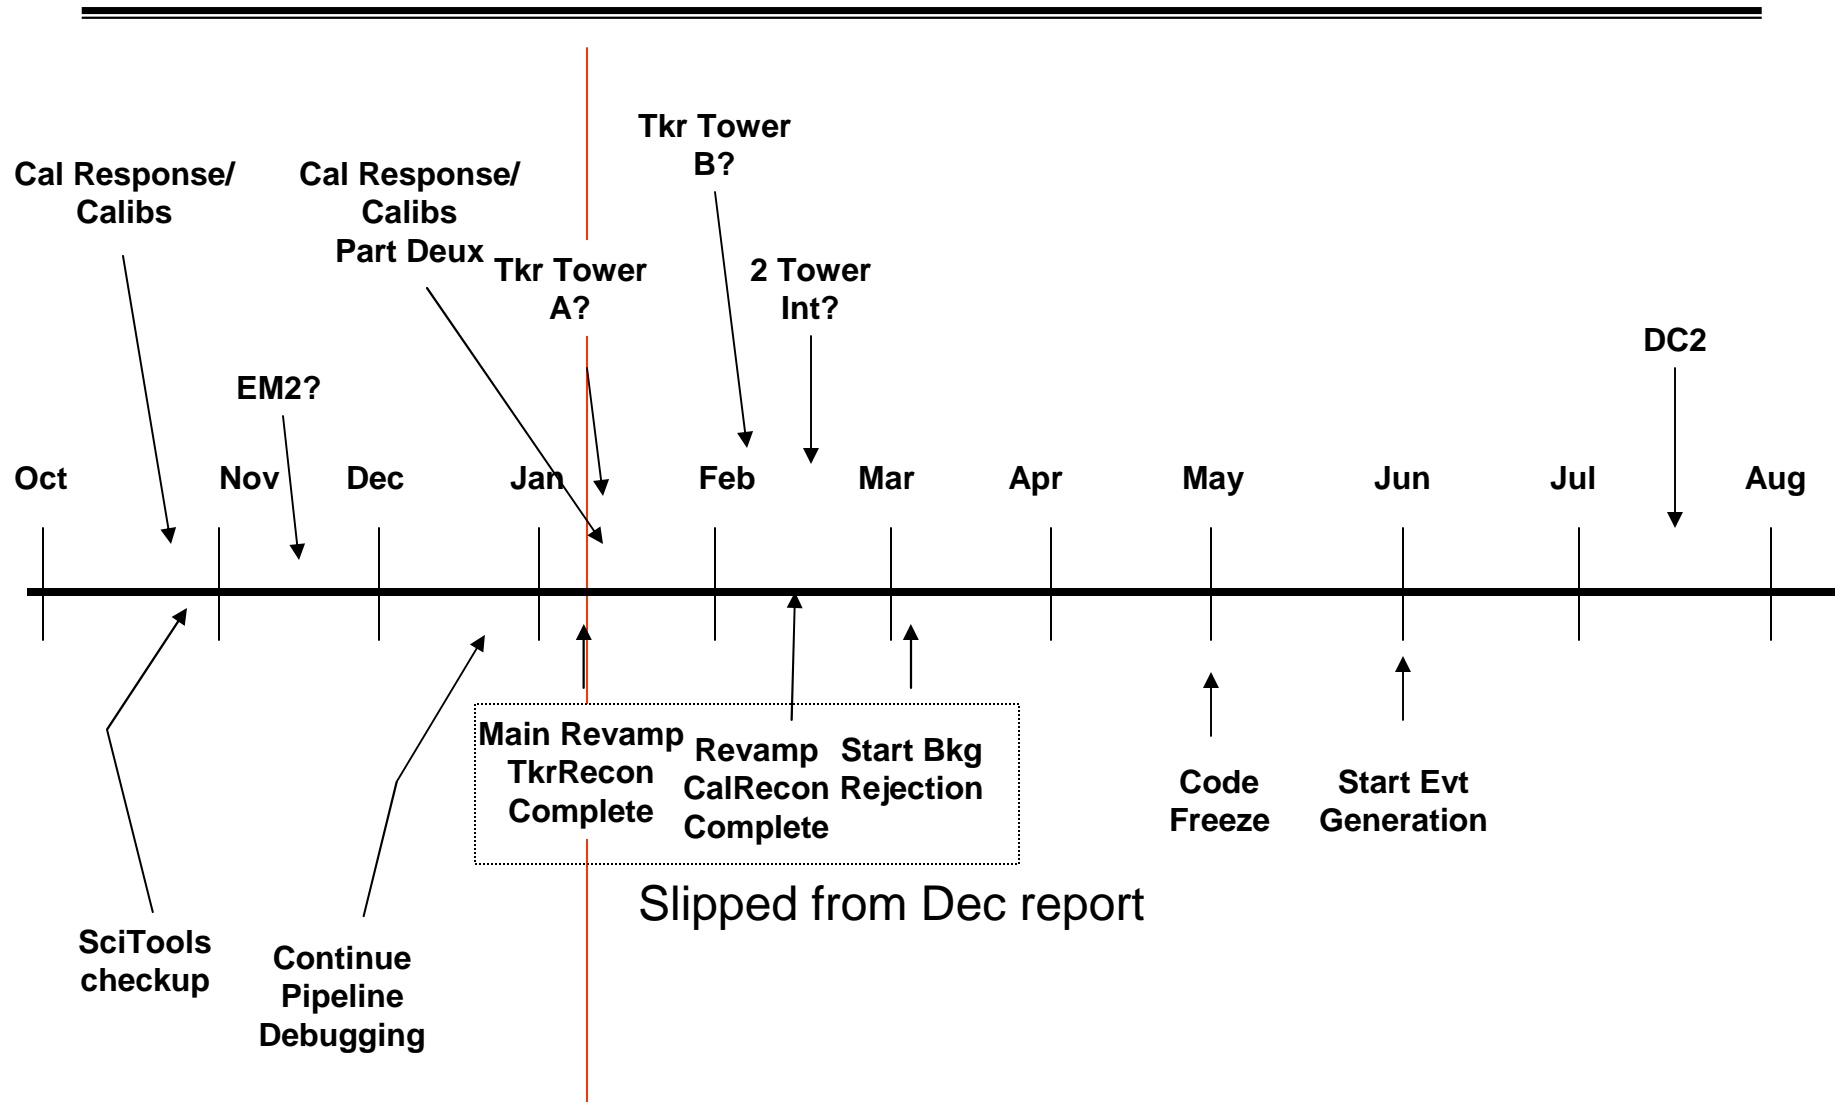 Tkr Tower
B?
Cal Response/
Calibs
Cal Response/
Calibs
Part Deux
Tkr Tower
A?
2 Tower
Int?
DC2
EM2?
Oct Nov Dec Jan Feb Mar Apr May Jun Jul Aug
Main Revamp
TkrRecon
Complete
Revamp
CalRecon
Complete
Start Bkg
Rejection
Code
Freeze
Start Evt
Generation
Slipped from Dec report
SciTools
checkup
Continue
Pipeline
Debugging